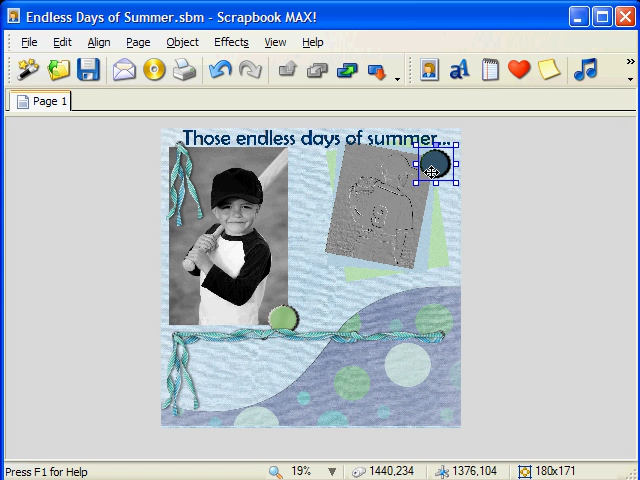 Endless Days of Summer.sbm - Scrapbook MAX!
File Edit Align Page Object Effects View Help
Page 1
Those endless days of summer...
Press F1 for Help 19% 1440,234 1376,104 180x171